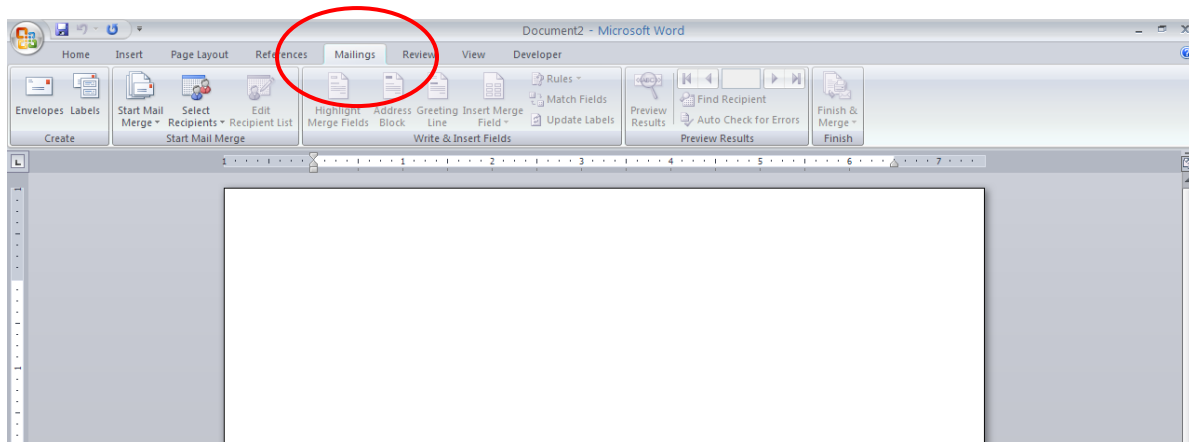 Document2 - Microsoft Word
Home Insert Page Layout References Mailings Review View Developer
Envelopes Labels Start Mail Merge Select Recipients Edit Recipient List Highlight Merge Fields Address Block Greeting Line Insert Merge Field Rules Match Fields Update Labels Preview Results Find Recipient Auto Check for Errors Finish & Merge
Create Start Mail Merge Write & Insert Fields Preview Results Finish
1 1 2 3 4 5 6 7
1
1